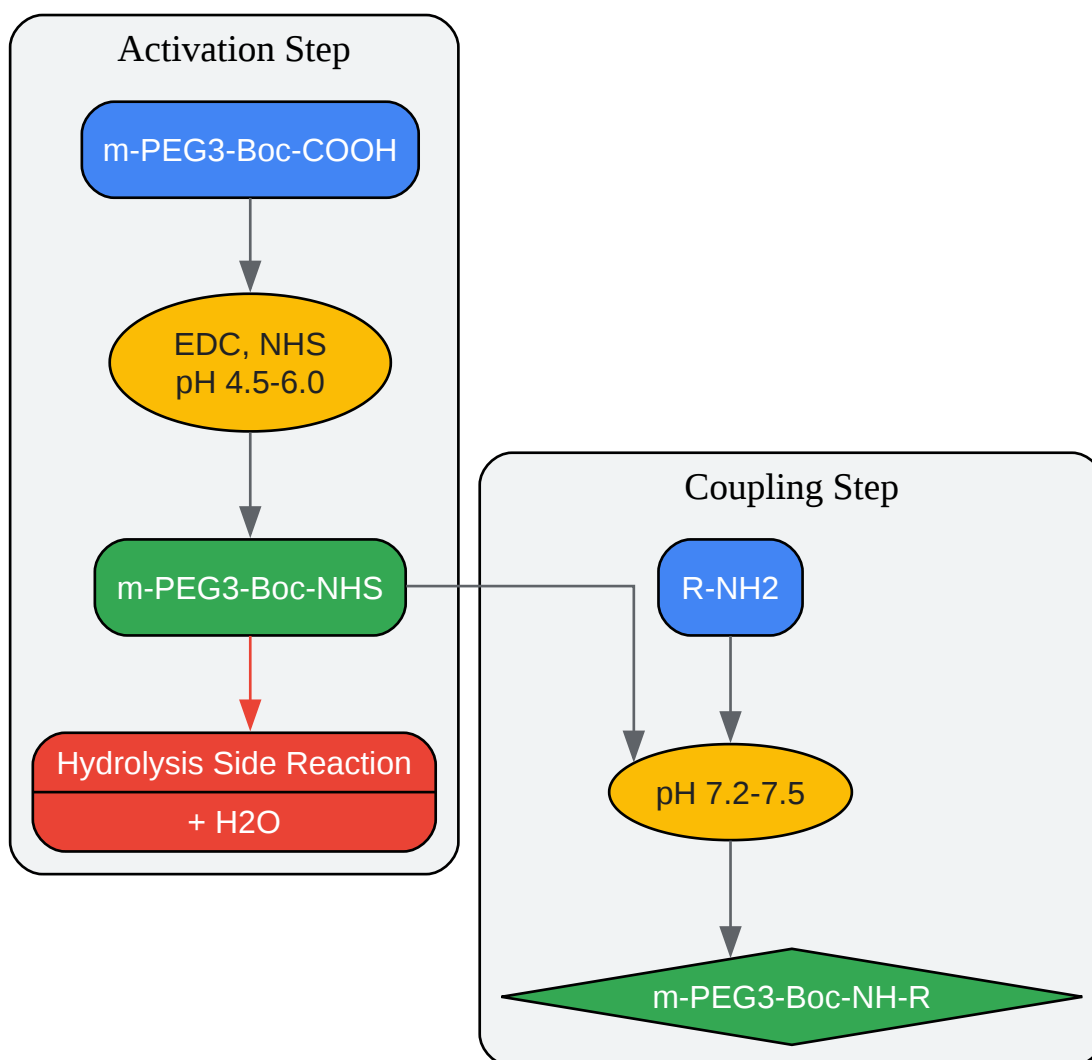 Activation Step
m-PEG3-Boc-COOH
EDC, NHS
pH 4.5-6.0
m-PEG3-Boc-NHS
Hydrolysis Side Reaction
+ H2O
Coupling Step
R-NH2
pH 7.2-7.5
m-PEG3-Boc-NH-R